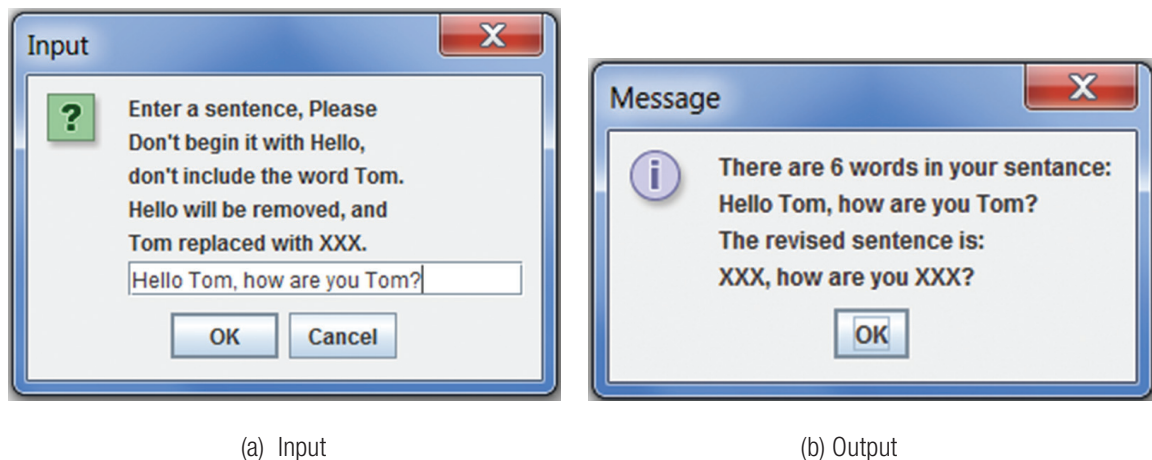 Input
X
?
Enter a sentence, Please
Don't begin it with Hello,
don't include the word Tom.
Hello will be removed, and
Tom replaced with XXX.
Hello Tom, how are you Tom?
OK Cancel
(a) Input
Message
X
i
There are 6 words in your sentance:
Hello Tom, how are you Tom?
The revised sentence is:
XXX, how are you XXX?
OK
(b) Output